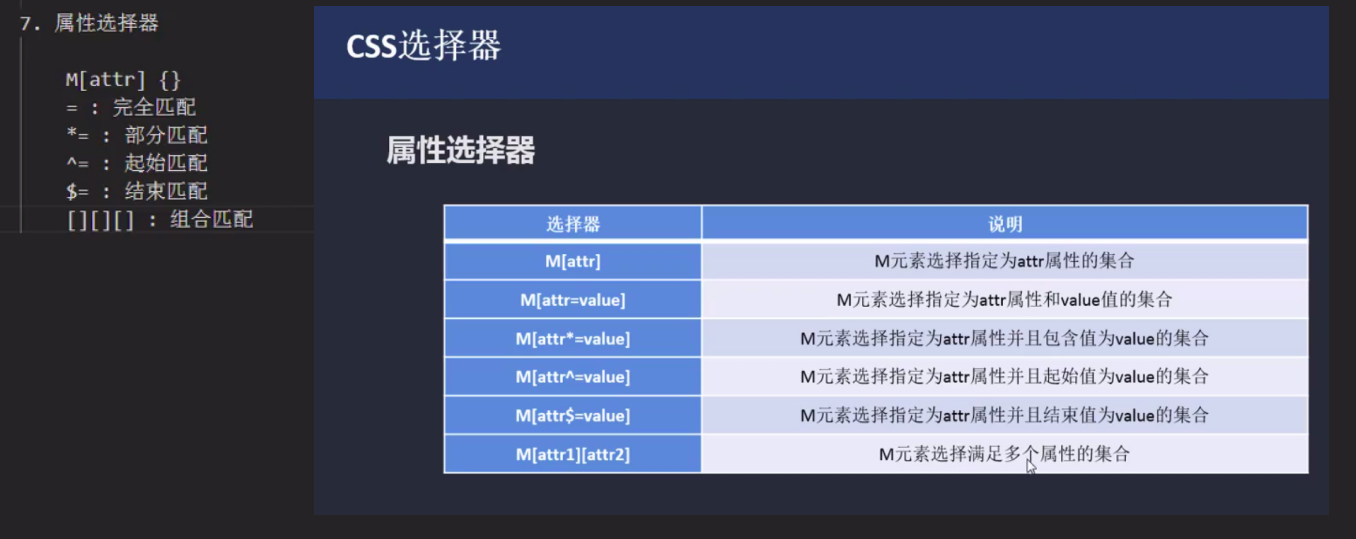 7. 属性选择器
M[attr] {}
= : 完全匹配
*= : 部分匹配
^= : 起始匹配
$= : 结束匹配
[][][] : 组合匹配
CSS选择器
属性选择器
选择器 说明
M[attr] M元素选择指定为attr属性的集合
M[attr=value] M元素选择指定为attr属性和value值的集合
M[attr*=value] M元素选择指定为attr属性并且包含值为value的集合
M[attr^=value] M元素选择指定为attr属性并且起始值为value的集合
M[attr$=value] M元素选择指定为attr属性并且结束值为value的集合
M[attr1][attr2] M元素选择满足多个属性的集合